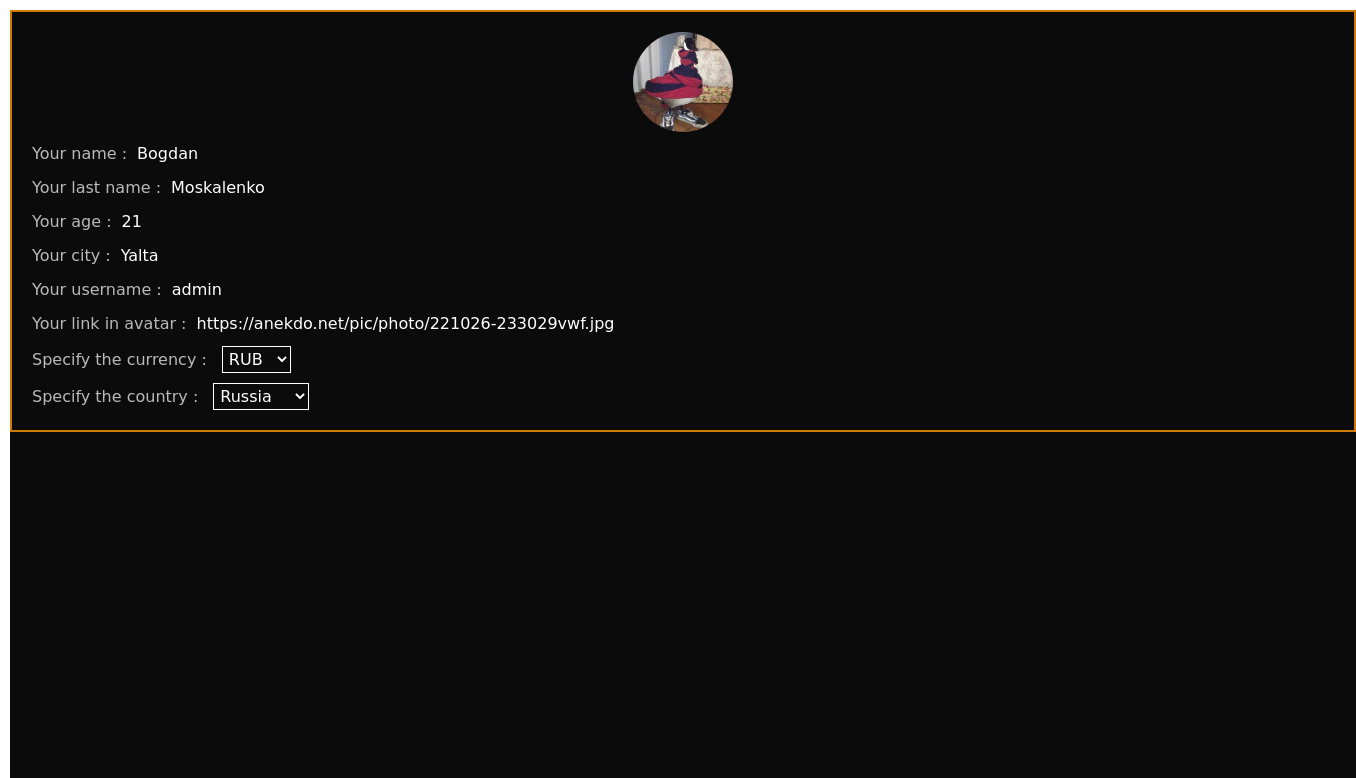 Your name : Bogdan
Your last name : Moskalenko
Your age : 21
Your city : Yalta
Your username : admin
Your link in avatar : https://anekdo.net/pic/photo/221026-233029vwf.jpg
Specify the currency : RUB
Specify the country : Russia